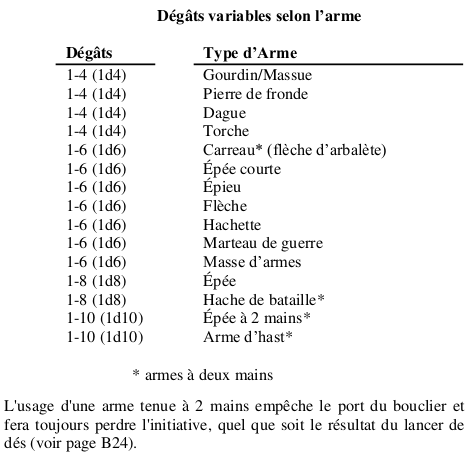 Dégâts variables selon l'arme
Dégâts Type d'Arme
1-4 (1d4) Gourdin/Massue
1-4 (1d4) Pierre de fronde
1-4 (1d4) Dague
1-4 (1d4) Torche
1-6 (1d6) Carreau* (flèche d'arbalète)
1-6 (1d6) Épée courte
1-6 (1d6) Épieu
1-6 (1d6) Flèche
1-6 (1d6) Hachette
1-6 (1d6) Marteau de guerre
1-6 (1d6) Masse d'armes
1-8 (1d8) Épée
1-8 (1d8) Hache de bataille*
1-10 (1d10) Épée à 2 mains*
1-10 (1d10) Arme d'hast*
* armes à deux mains
L'usage d'une arme tenue à 2 mains empêche le port du bouclier et
fera toujours perdre l'initiative, quel que soit le résultat du lancer de
dés (voir page B24).